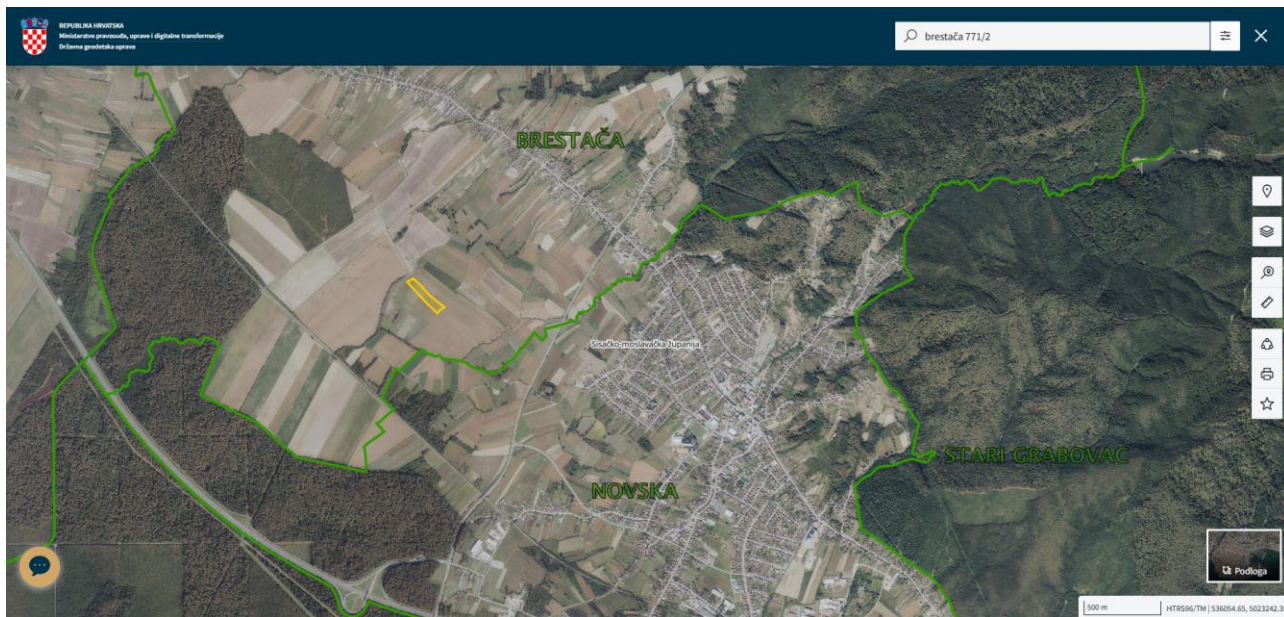 REPUBLIKA HRVATSKA
Ministarstvo pravosuđa, uprave i digitalne transformacije
Državna geodetska uprava
brestača 771/2
BRESTAČA
Sisačko-moslavačka županija
STARI GRABOVAC
NOVSKA
Podloga
500 m
HTRS96/TM | 536054.65, 5023242.3